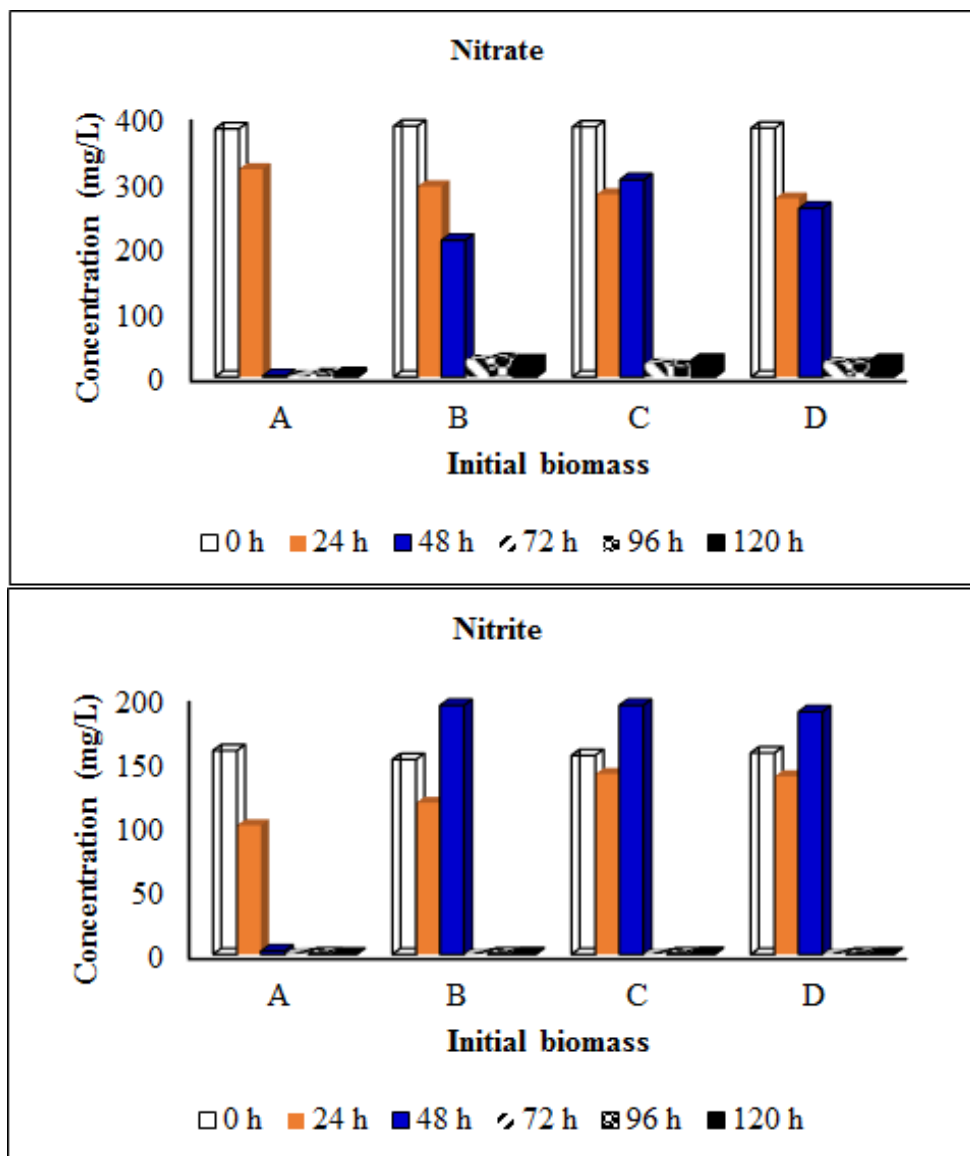 Nitrate
Concentration (mg/L)
400
300
200
100
0
A B C D
Initial biomass
0 h 24 h 48 h 72 h 96 h 120 h
Nitrite
Concentration (mg/L)
200
150
100
50
0
A B C D
Initial biomass
0 h 24 h 48 h 72 h 96 h 120 h